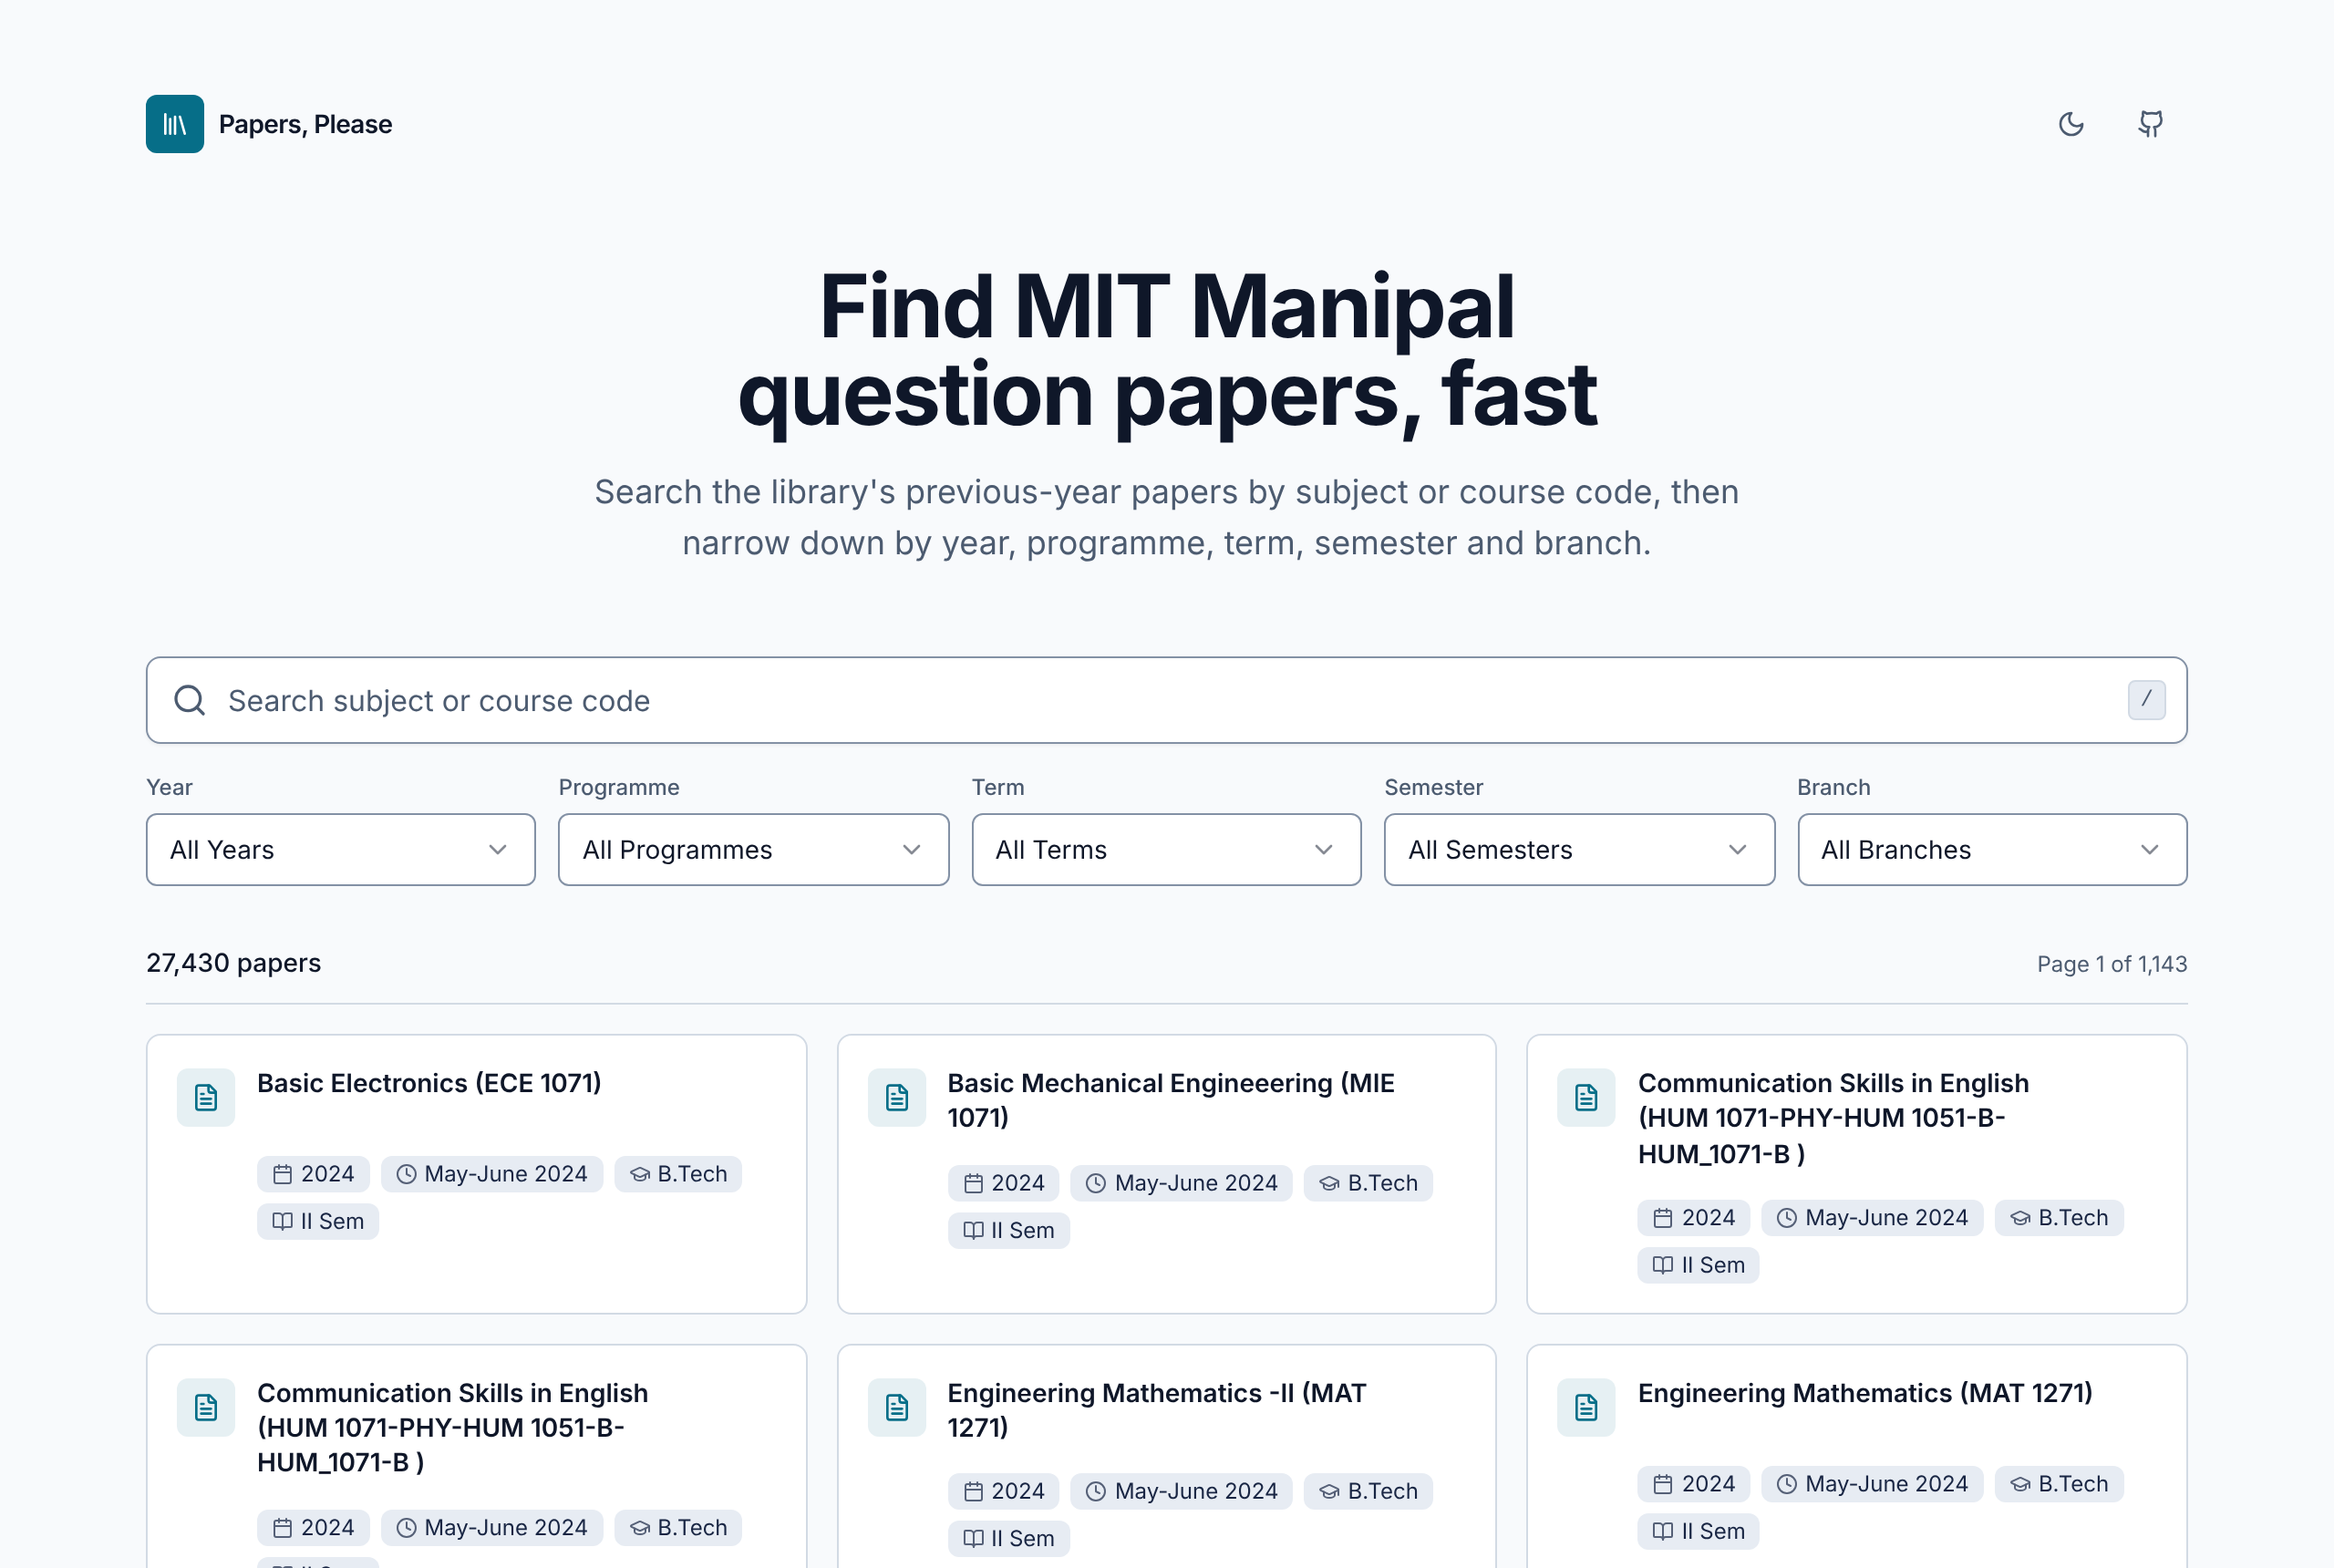 Papers, Please
Find MIT Manipal
question papers, fast
Search the library's previous-year papers by subject or course code, then
narrow down by year, programme, term, semester and branch.
Search subject or course code
/
Year
Programme
Term
Semester
Branch
All Years
All Programmes
All Terms
All Semesters
All Branches
27,430 papers
Page 1 of 1,143
Basic Electronics (ECE 1071)
2024
May-June 2024
B.Tech
II Sem
Basic Mechanical Engineeering (MIE
1071)
2024
May-June 2024
B.Tech
II Sem
Communication Skills in English
(HUM 1071-PHY-HUM 1051-B-
HUM_1071-B )
2024
May-June 2024
B.Tech
II Sem
Communication Skills in English
(HUM 1071-PHY-HUM 1051-B-
HUM_1071-B )
2024
May-June 2024
B.Tech
Engineering Mathematics -II (MAT
1271)
2024
May-June 2024
B.Tech
II Sem
Engineering Mathematics (MAT 1271)
2024
May-June 2024
B.Tech
II Sem